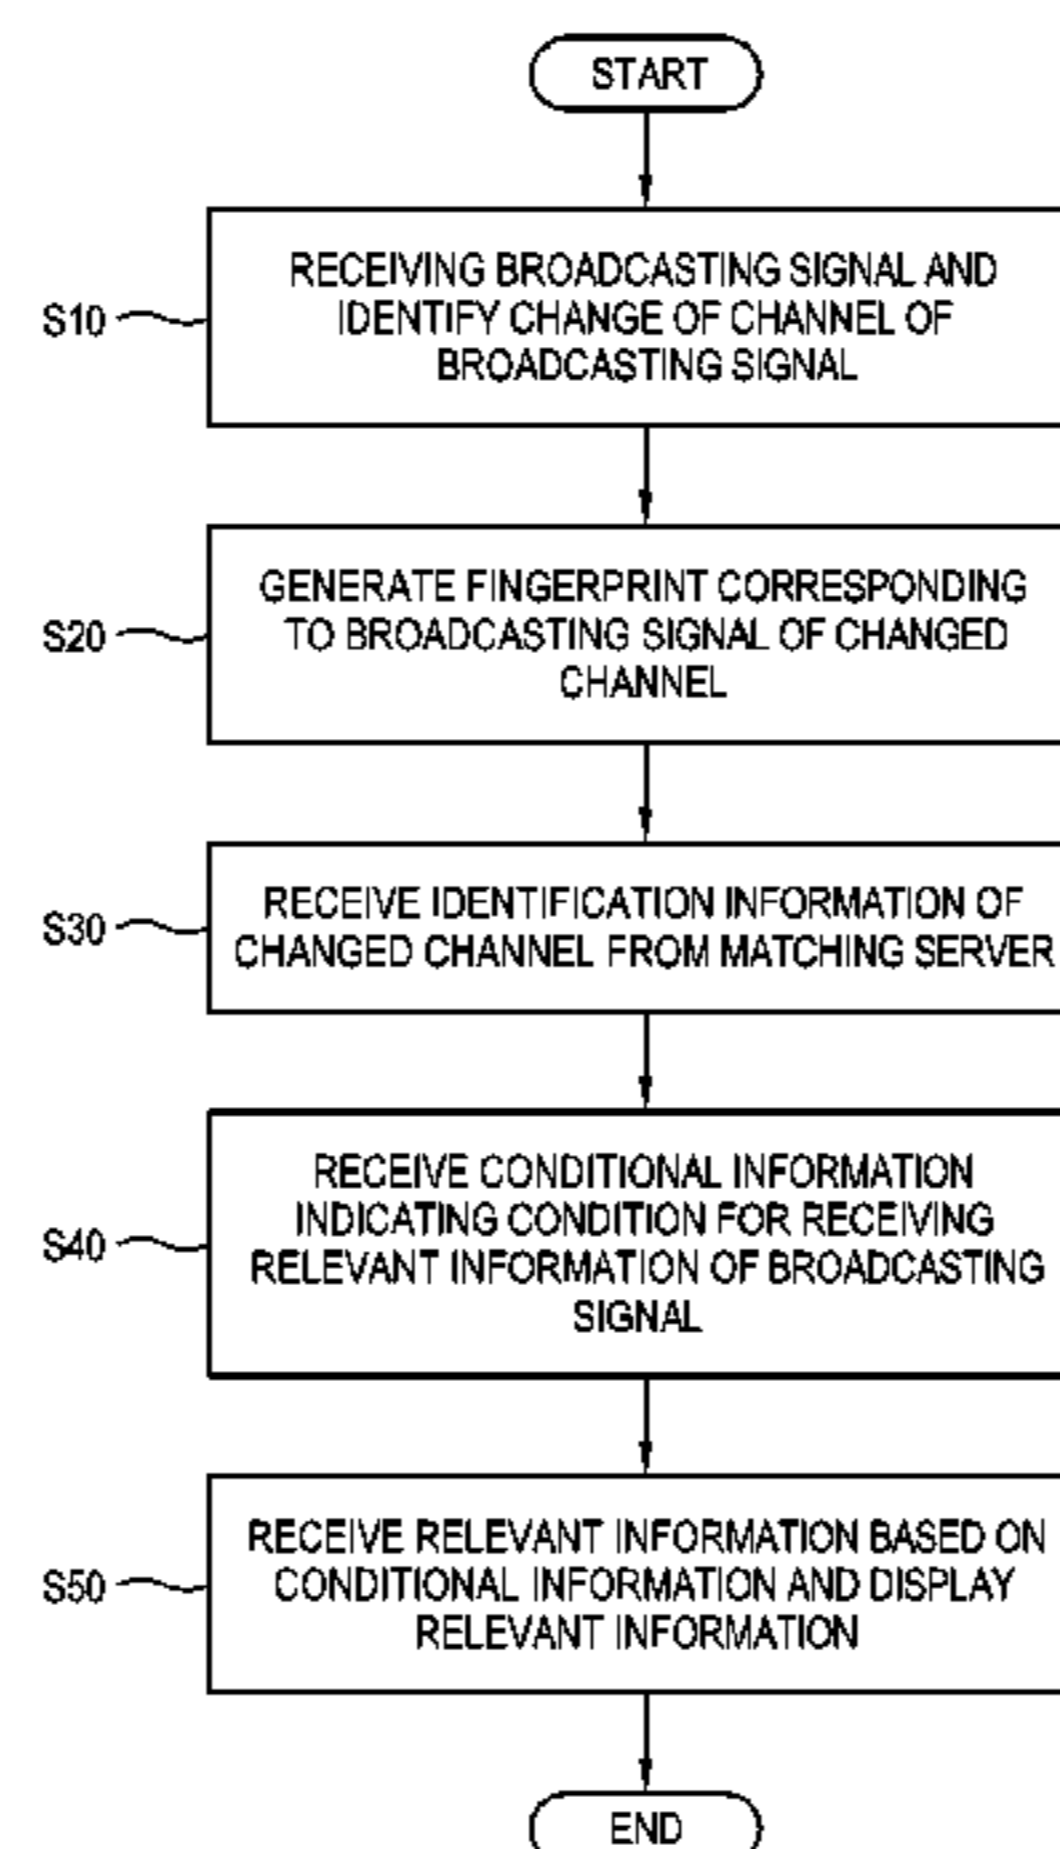 START
S10
RECEIVING BROADCASTING SIGNAL AND
IDENTIFY CHANGE OF CHANNEL OF
BROADCASTING SIGNAL
S20
GENERATE FINGERPRINT CORRESPONDING
TO BROADCASTING SIGNAL OF CHANGED
CHANNEL
S30
RECEIVE IDENTIFICATION INFORMATION OF
CHANGED CHANNEL FROM MATCHING SERVER
S40
RECEIVE CONDITIONAL INFORMATION
INDICATING CONDITION FOR RECEIVING
RELEVANT INFORMATION OF BROADCASTING
SIGNAL
S50
RECEIVE RELEVANT INFORMATION BASED ON
CONDITIONAL INFORMATION AND DISPLAY
RELEVANT INFORMATION
END